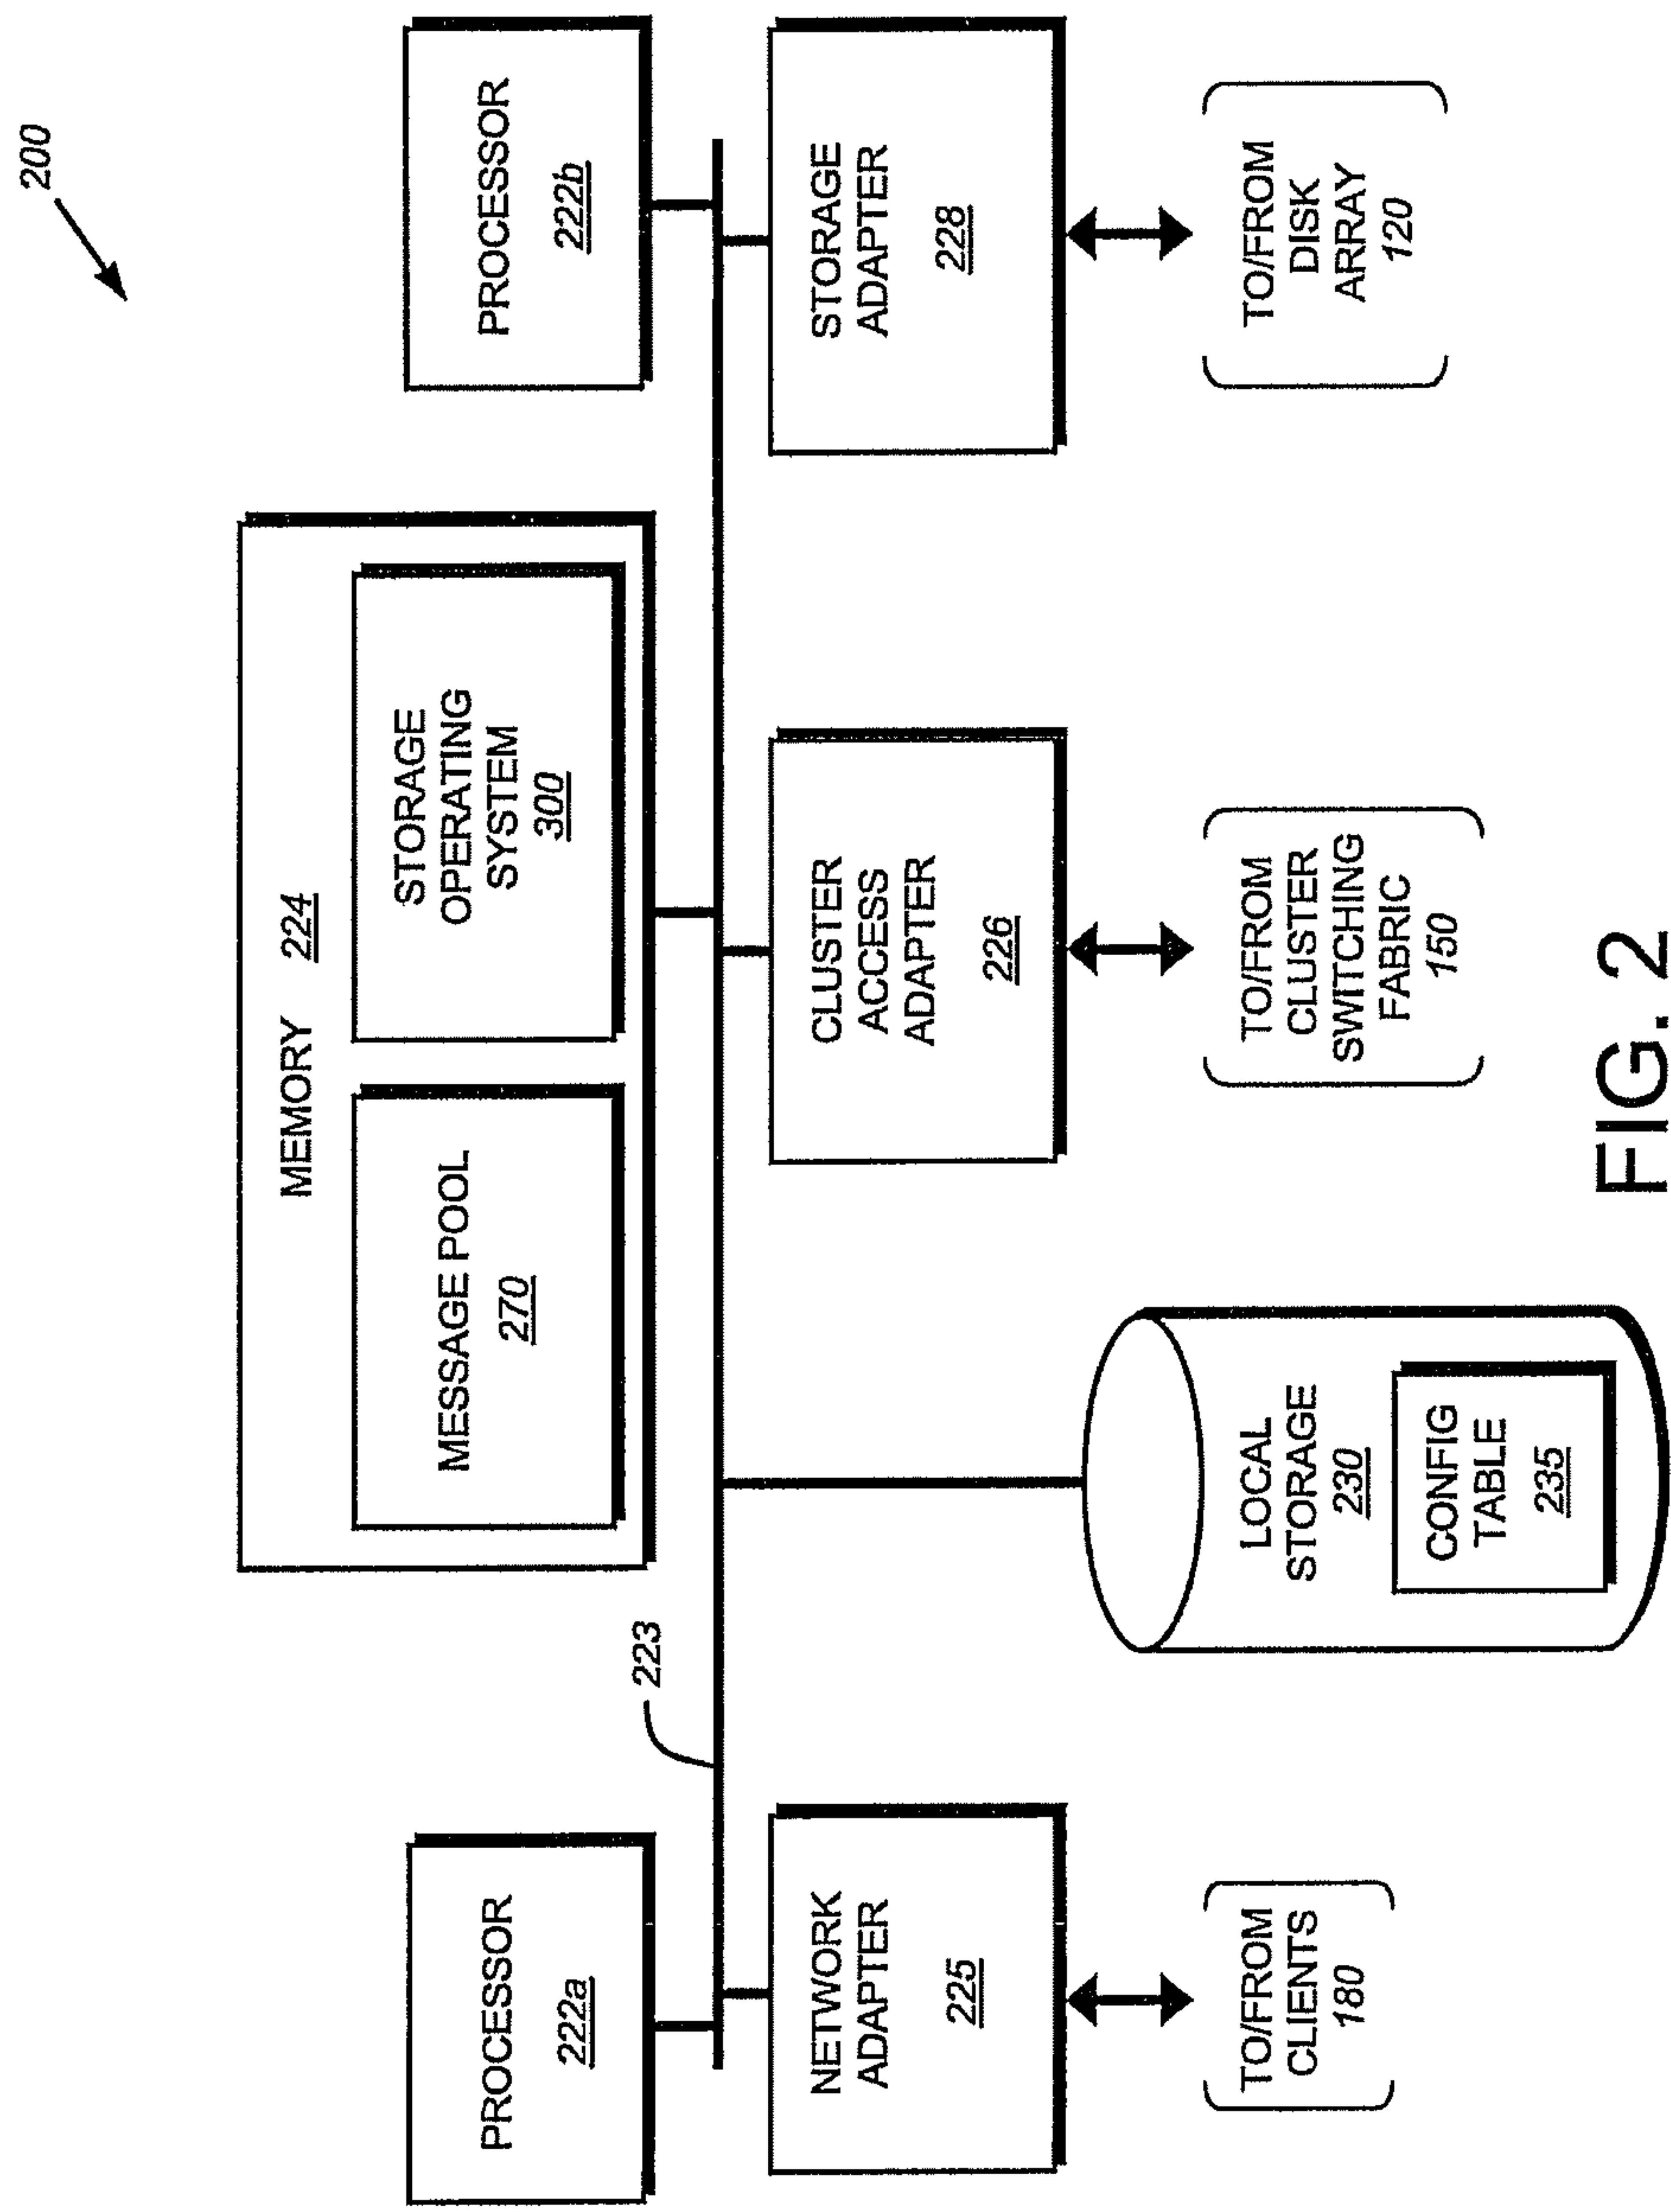 200
PROCESSOR
222a
MEMORY 224
MESSAGE POOL
270
STORAGE
OPERATING
SYSTEM
300
PROCESSOR
222b
223
NETWORK
ADAPTER
225
TO/FROM
CLIENTS
180
LOCAL
STORAGE
230
CONFIG
TABLE
235
CLUSTER
ACCESS
ADAPTER
226
TO/FROM
CLUSTER
SWITCHING
FABRIC
150
STORAGE
ADAPTER
228
TO/FROM
DISK
ARRAY
120
FIG. 2